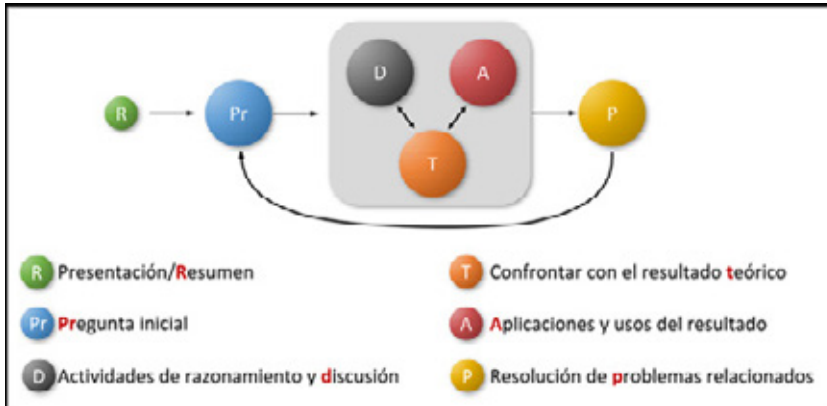 D A
R Pr P
T
R Presentación/Resumen
T Confrontar con el resultado teórico
Pr Pregunta inicial
A Aplicaciones y usos del resultado
D Actividades de razonamiento y discusión
P Resolución de problemas relacionados